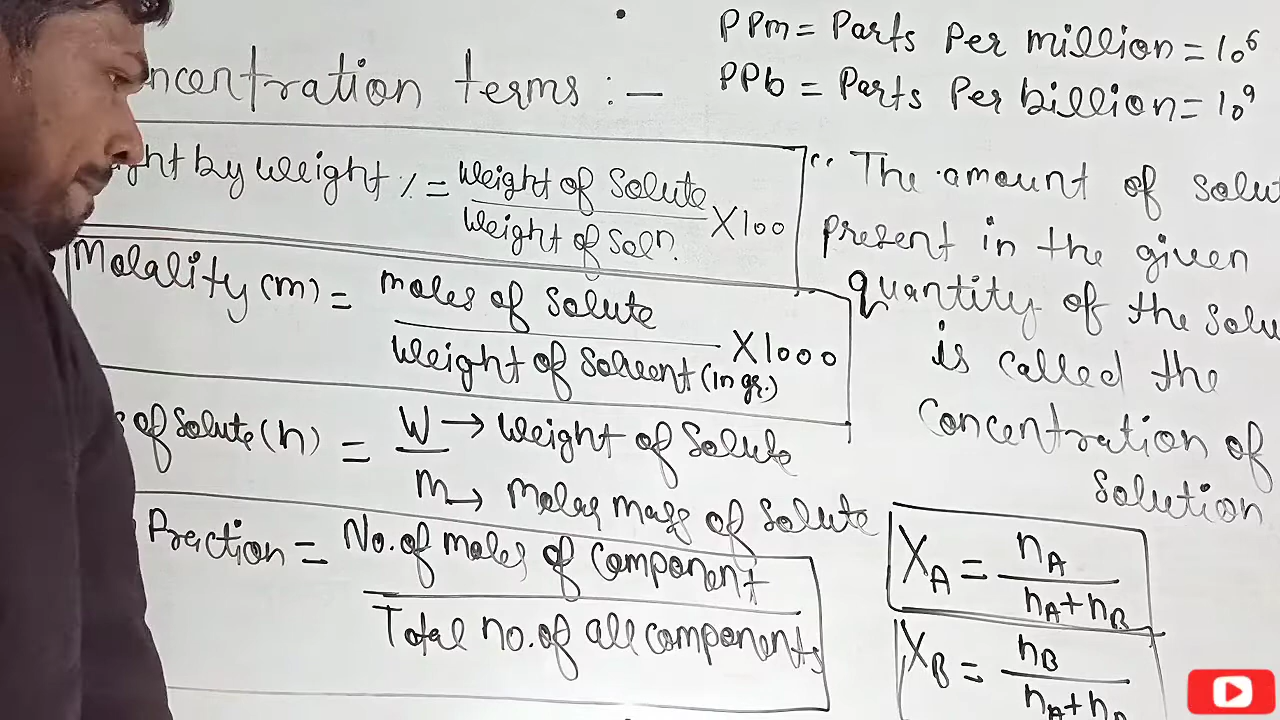 PPm = Parts Per million = 10⁶
PPb = Parts Per billion = 10⁹
ncentration terms : —
ght by weight % = Weight of Solute / Weight of Soln. X100
Molality (m) = moles of Solute / Weight of Solvent (in gr.) X1000
of Solute (n) = W → Weight of Solute
m → Molar mass of Solute
Fraction = No. of moles of Component / Total no. of all components
" The amount of solut
present in the given
quantity of the solu
is called the
Concentration of
Solution
X_A = n_A / n_A + n_B
X_B = n_B / n_A + n_B